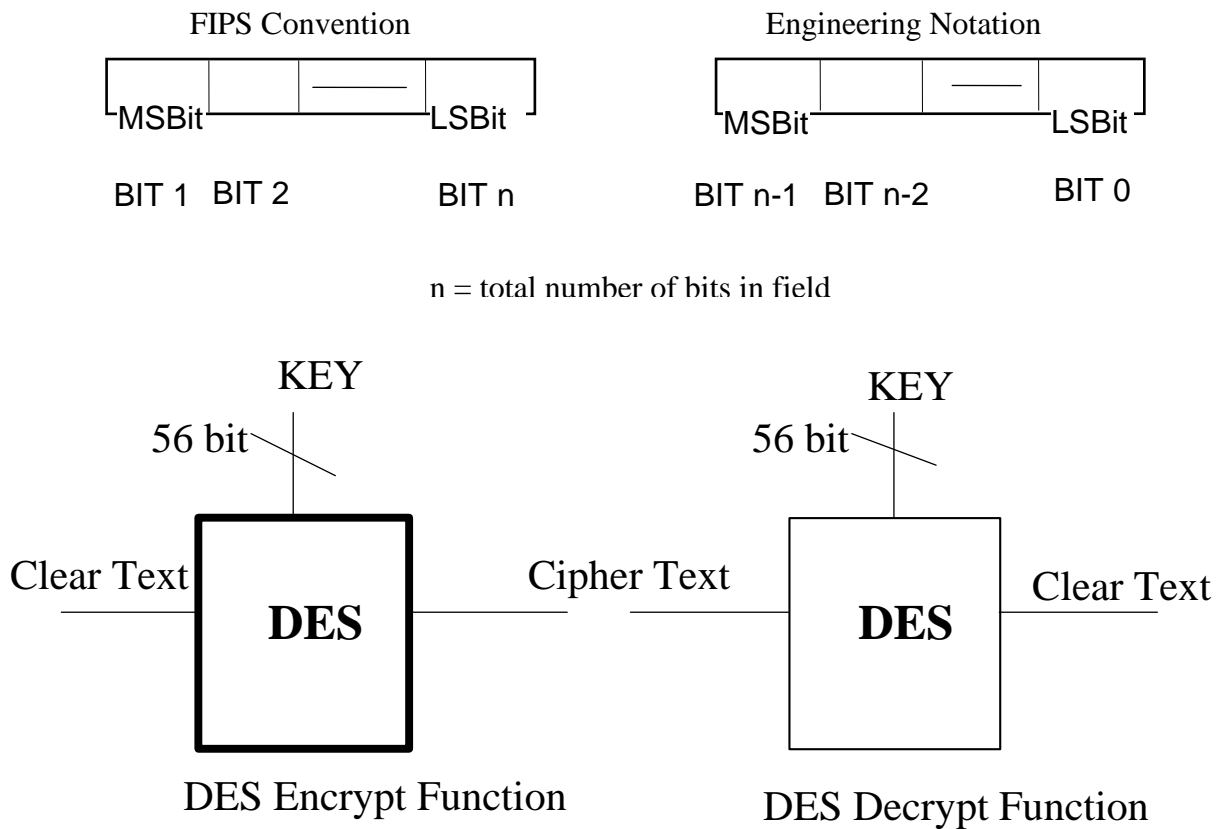 FIPS Convention
Engineering Notation
MSBit
LSBit
MSBit
LSBit
BIT 1 BIT 2 BIT n
BIT n-1 BIT n-2 BIT 0
n = total number of bits in field
KEY
KEY
56 bit
56 bit
Clear Text
Cipher Text
Clear Text
DES
DES
DES Encrypt Function
DES Decrypt Function